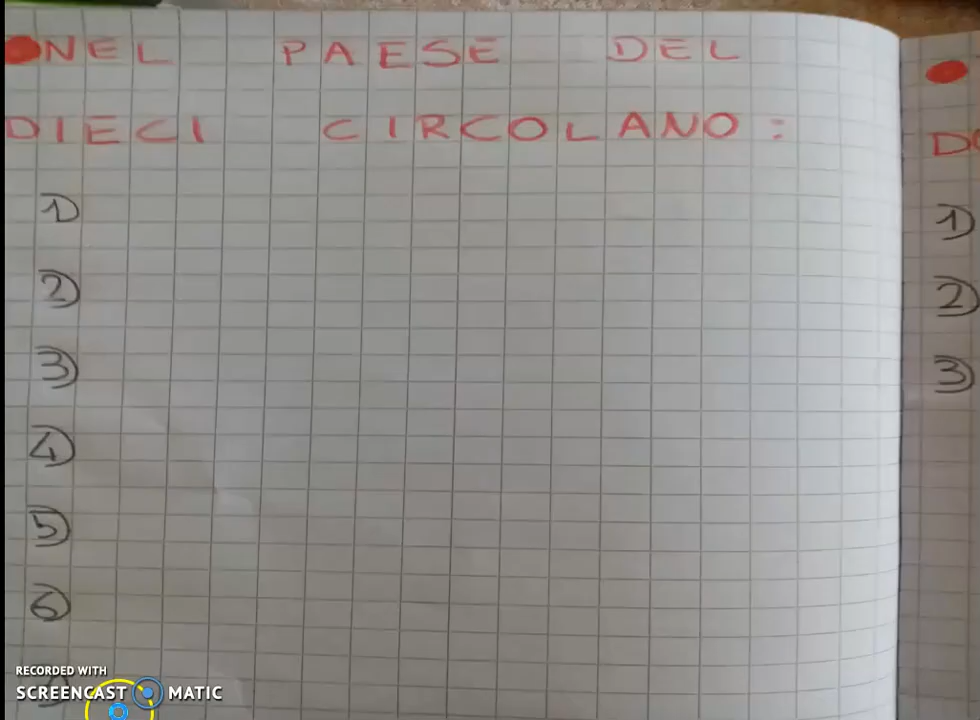 NEL PAESE DEL
DIECI CIRCOLANO:
1)
2)
3)
4)
5)
6)
1)
2)
3)
RECORDED WITH
SCREENCAST MATIC